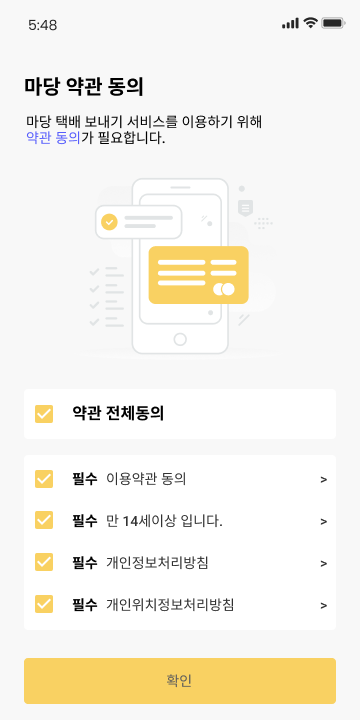 5:48
마당 약관 동의
마당 택배 보내기 서비스를 이용하기 위해
약관 동의가 필요합니다.
약관 전체동의
필수 이용약관 동의 >
필수 만 14세이상 입니다. >
필수 개인정보처리방침 >
필수 개인위치정보처리방침 >
확인